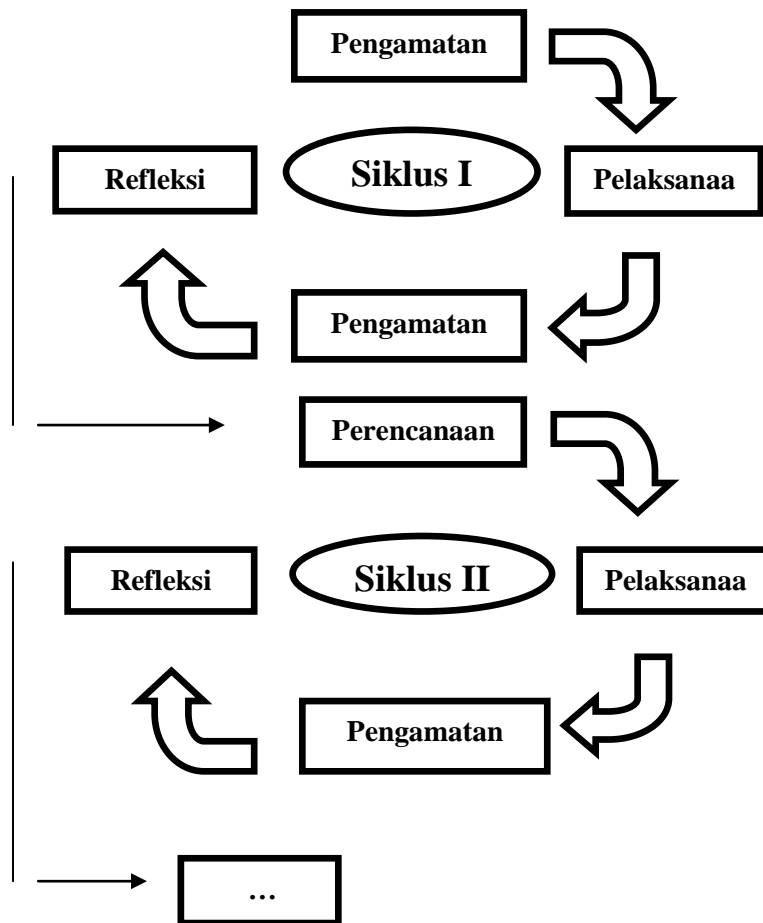 Pengamatan
Refleksi
Siklus I
Pelaksanaa
Pengamatan
Perencanaan
Refleksi
Siklus II
Pelaksanaa
Pengamatan
...